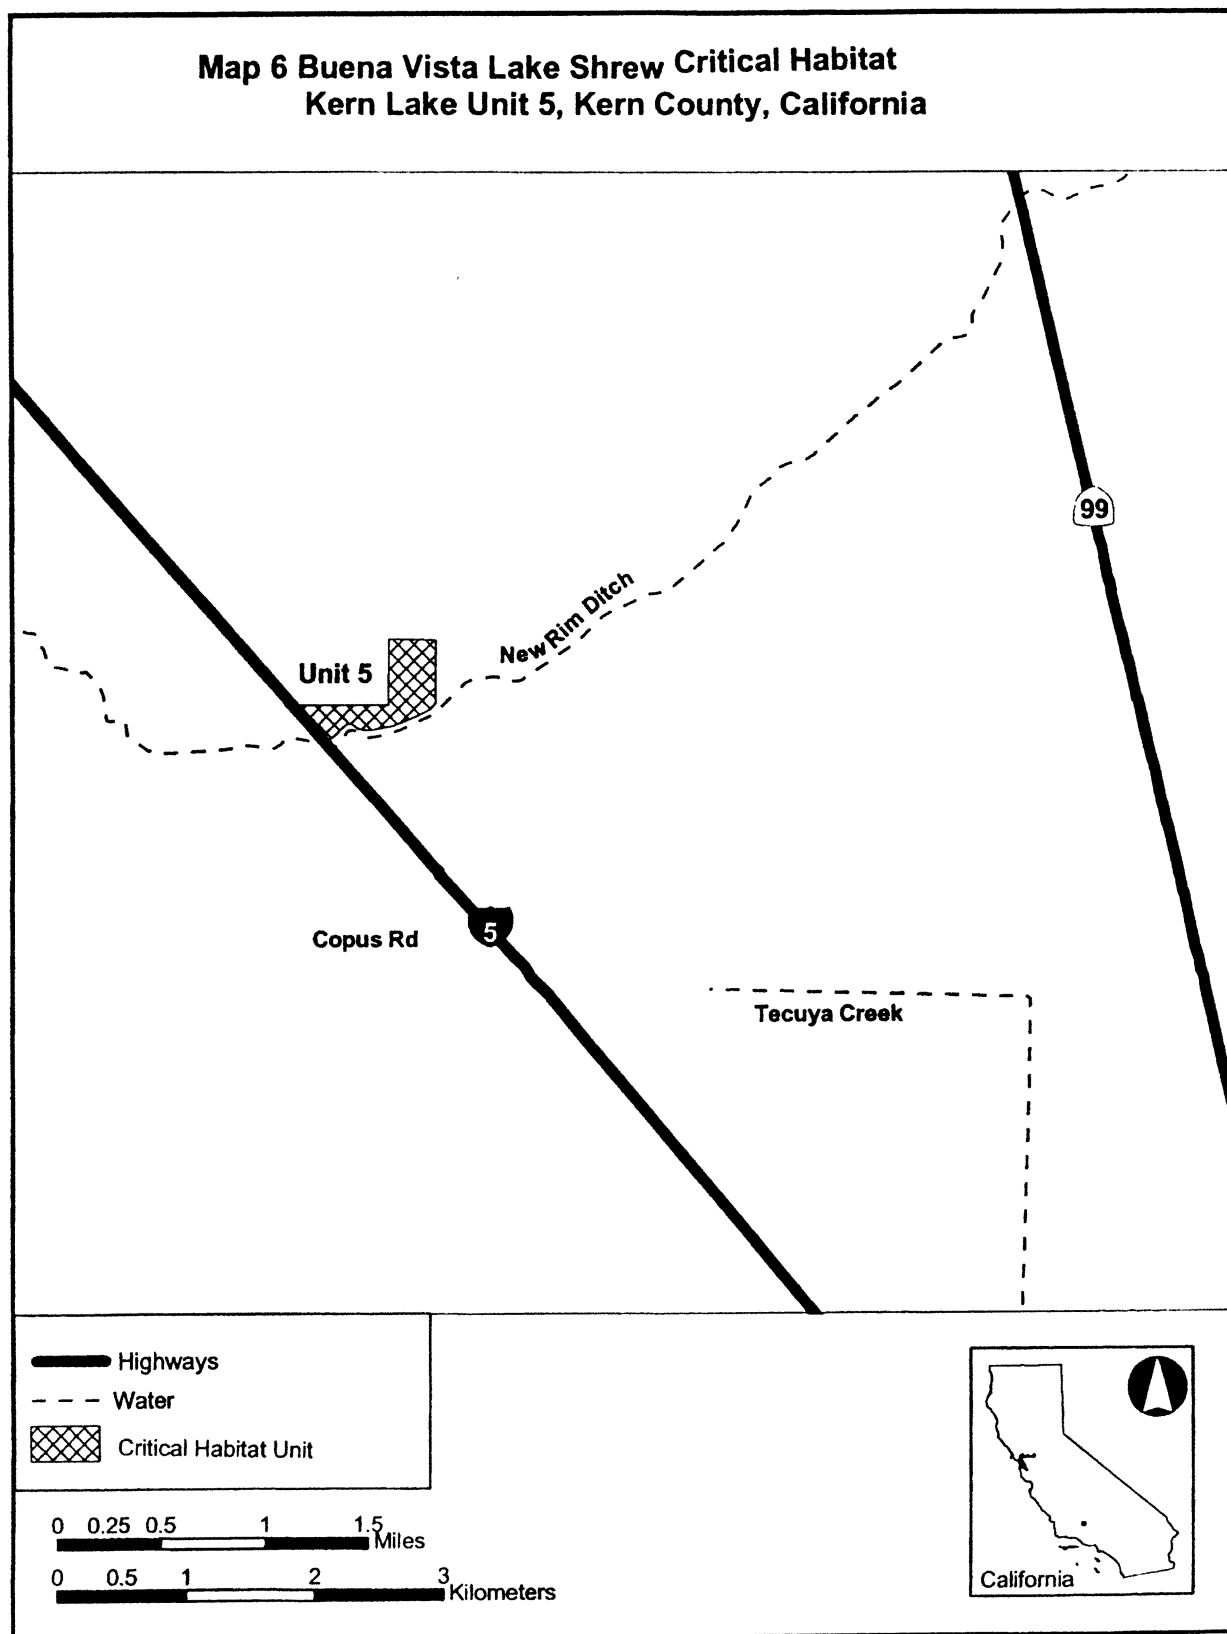 Map 6 Buena Vista Lake Shrew Critical Habitat
Kern Lake Unit 5, Kern County, California
99
New Rim Ditch
Unit 5
5
Copus Rd
Tecuya Creek
Highways
Water
Critical Habitat Unit
0 0.25 0.5 1 1.5 Miles
0 0.5 1 2 3 Kilometers
California